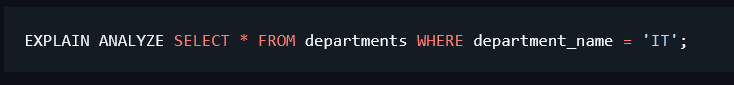 EXPLAIN ANALYZE SELECT * FROM departments WHERE department_name = 'IT';